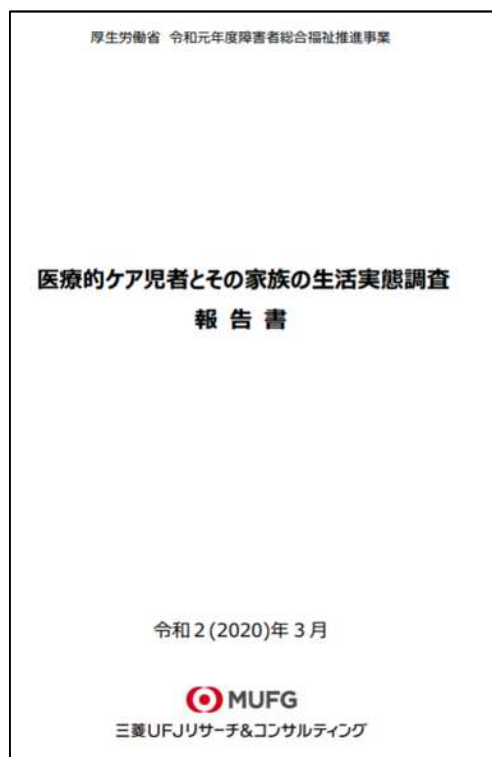 厚生労働省 令和元年度障害者総合福祉推進事業
医療的ケア児者とその家族の生活実態調査
報 告 書
令和2(2020)年3月
MUFG
三菱UFJリサーチ&コンサルティング